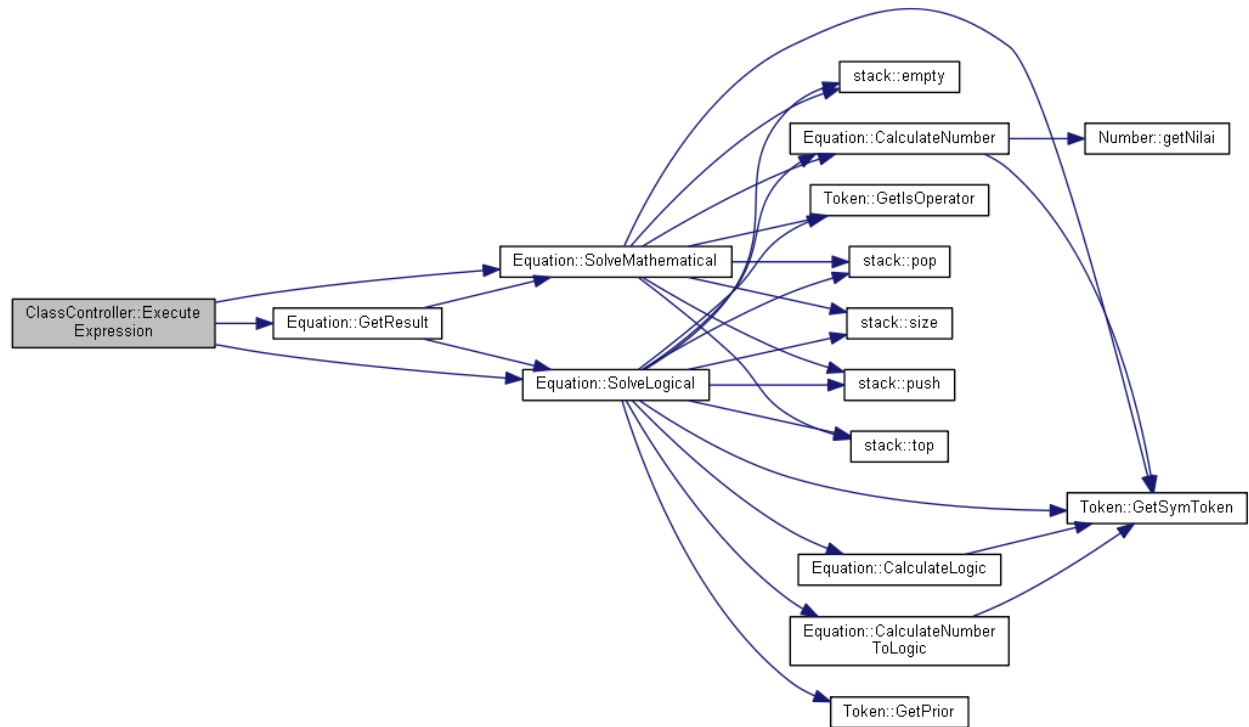 ClassController::Execute
Expression
Equation::GetResult
Equation::SolveMathematical
Equation::SolveLogical
stack::empty
Equation::CalculateNumber
Token::GetIsOperator
stack::pop
stack::size
stack::push
stack::top
Equation::CalculateLogic
Equation::CalculateNumber
ToLogic
Token::GetPrior
Number::getNilai
Token::GetSymToken